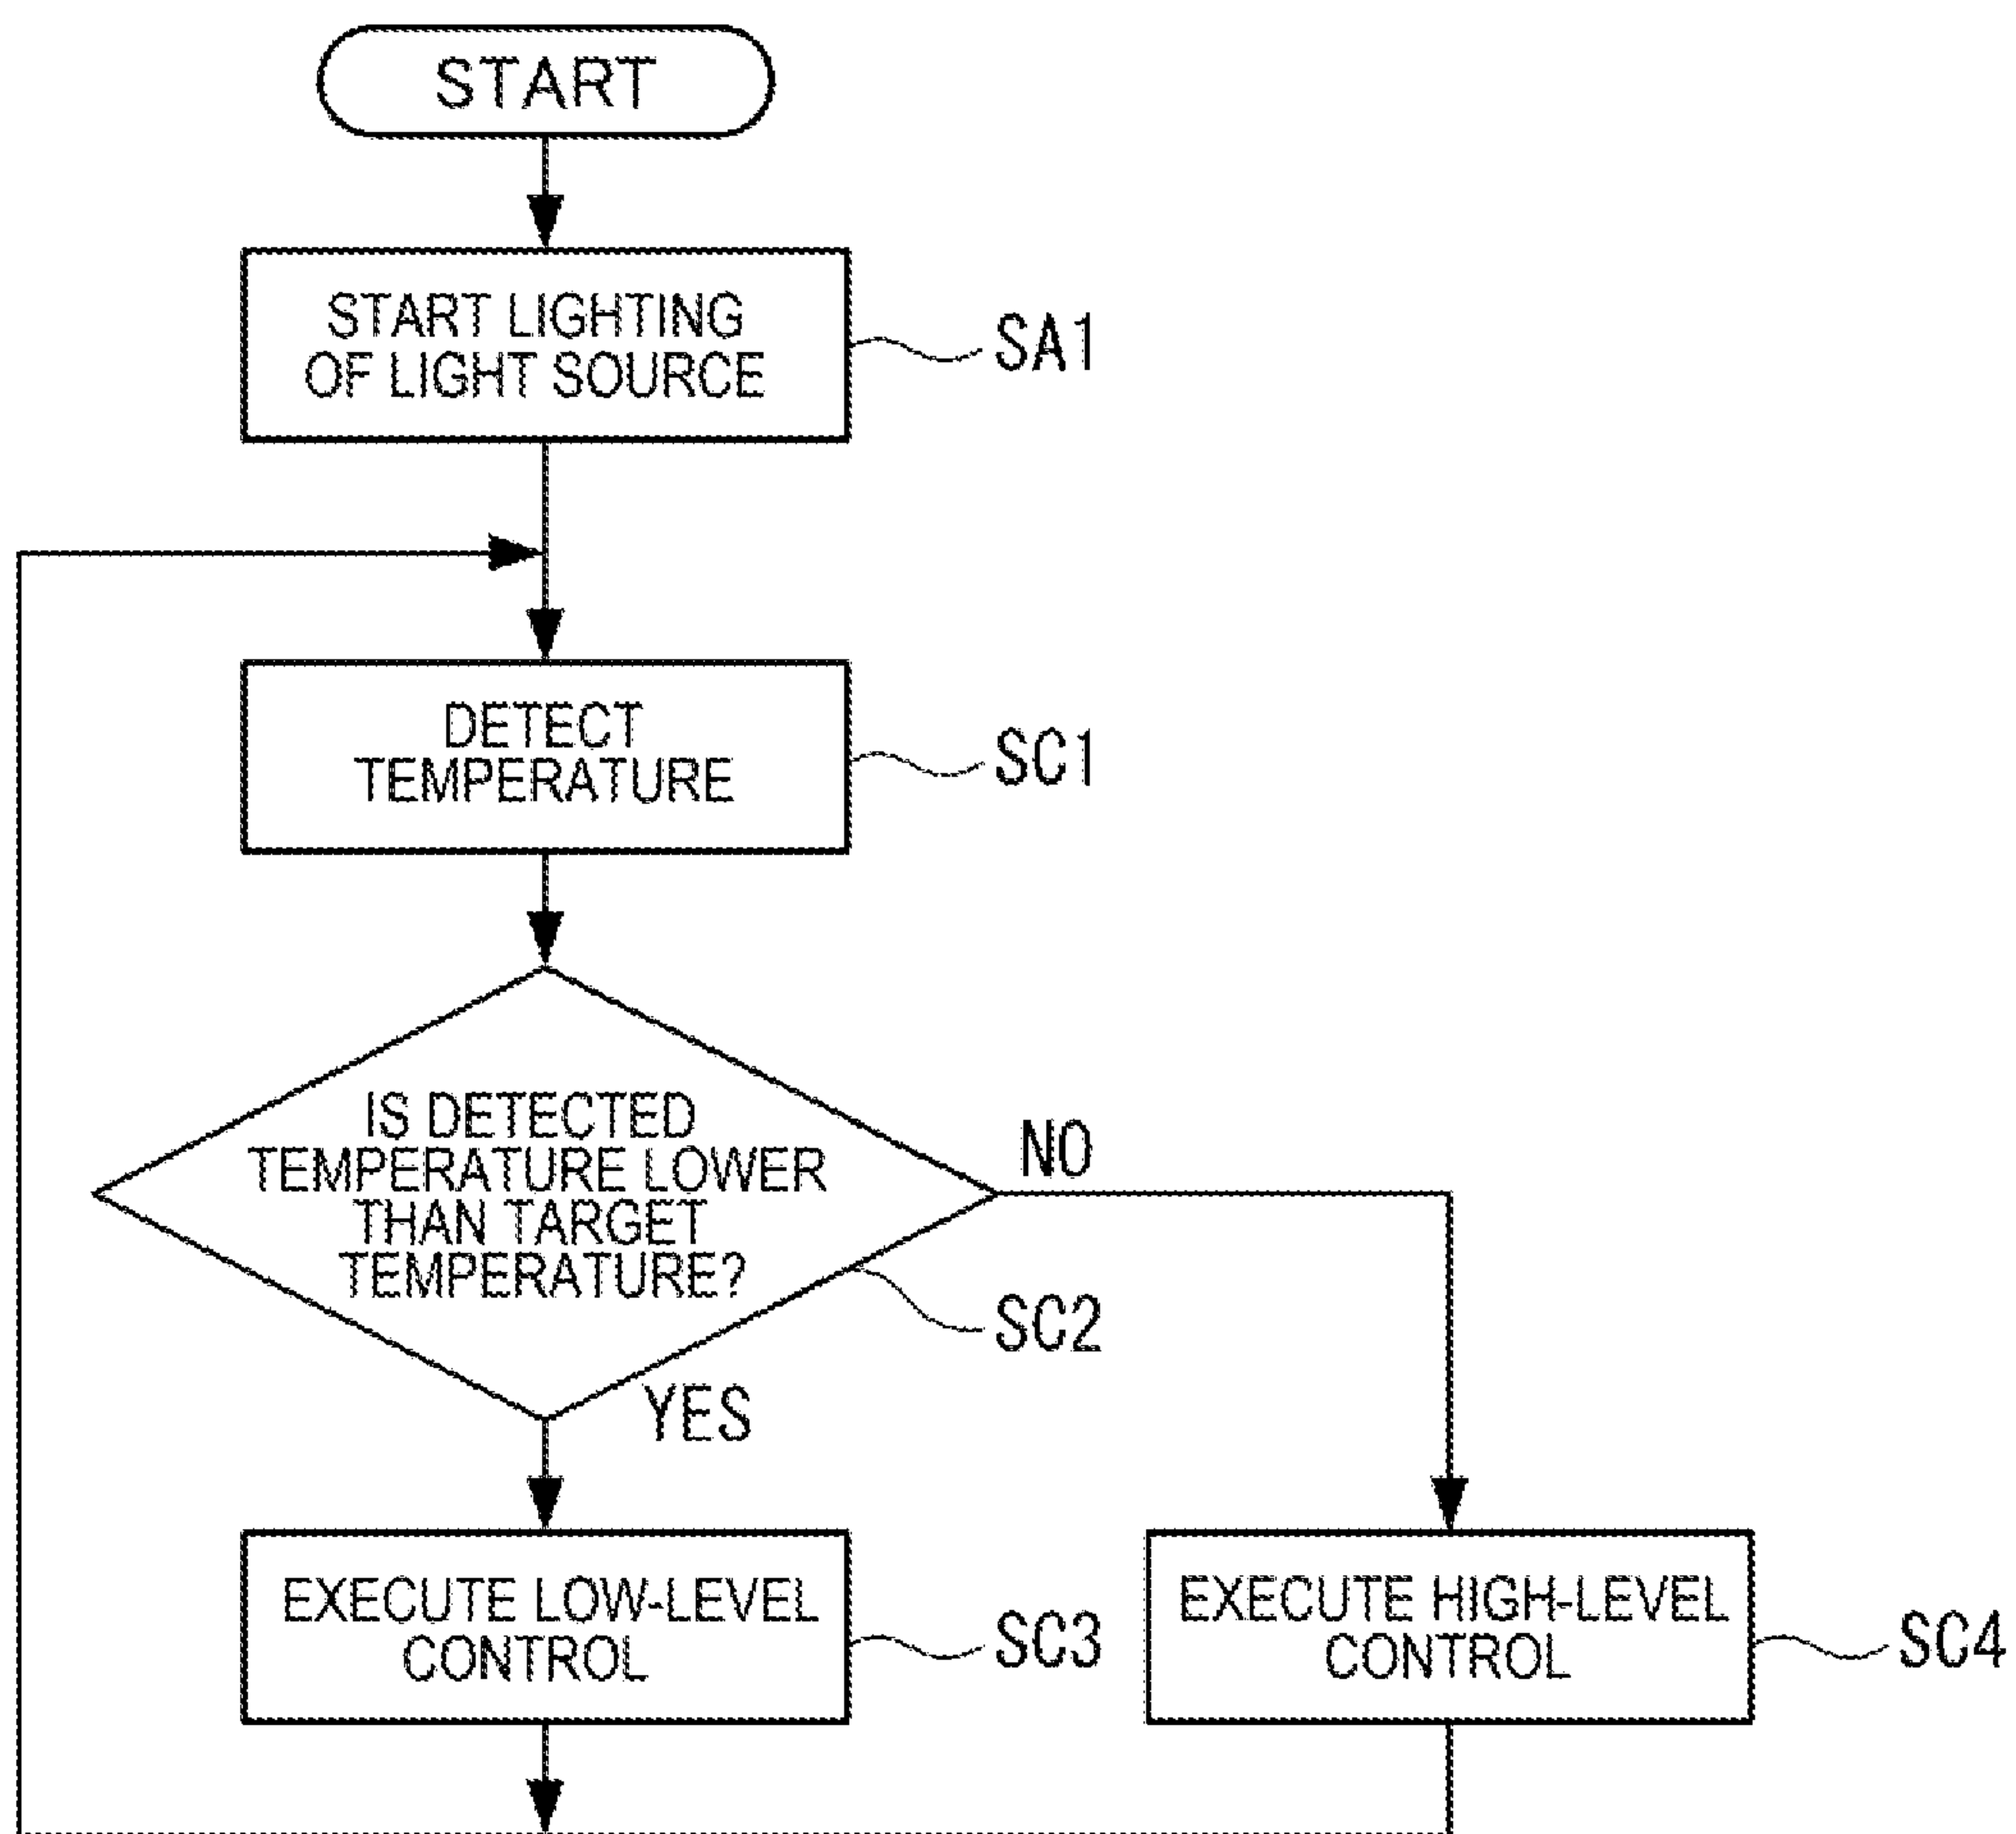 START
START LIGHTING
OF LIGHT SOURCE
SA1
DETECT
TEMPERATURE
SC1
IS DETECTED
TEMPERATURE LOWER
THAN TARGET
TEMPERATURE?
NO
SC2
YES
EXECUTE LOW-LEVEL
CONTROL
SC3
EXECUTE HIGH-LEVEL
CONTROL
SC4